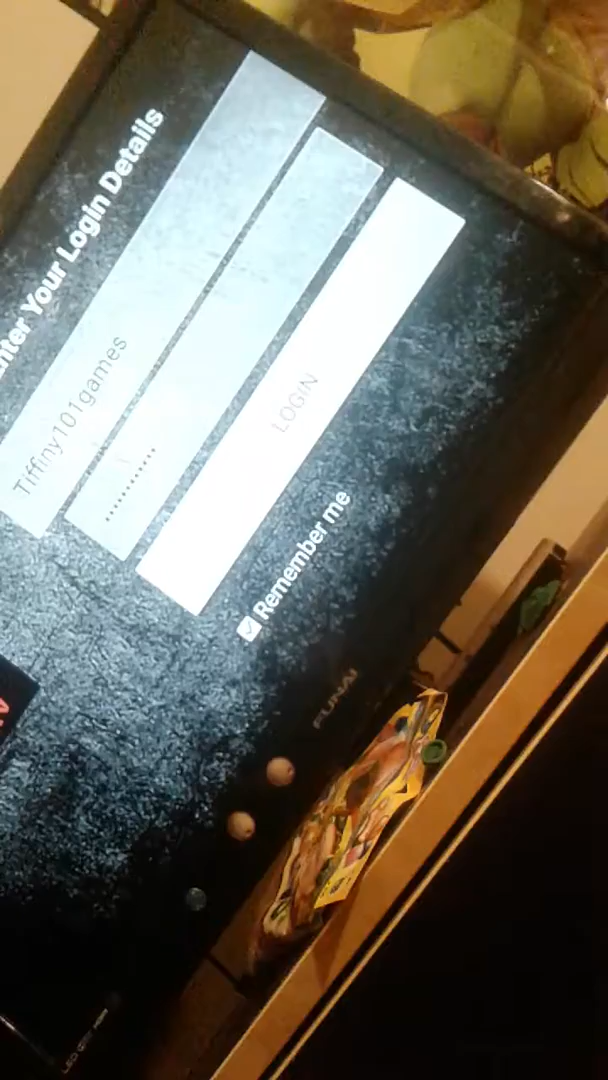 nter Your Login Details
Tiffiny101games
••••••••••••••
LOGIN
Remember me
FUNAI